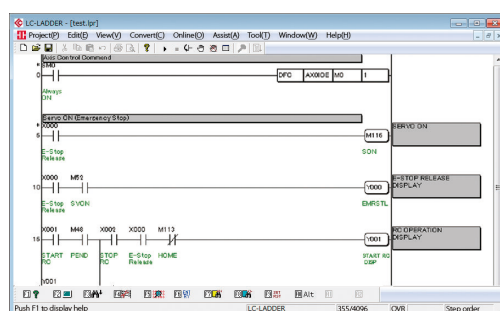 LC-LADDER - [test.lpr]
Project(P) Edit(E) View(V) Convert(C) Online(O) Assist(A) Tool(T) Window(W) Help(H)
Axis Control Command
SM0
0 DFC AX0IOE M0 1
Always
ON
Servo ON (Emergency Stop)
X000
5 M116 SERVO ON
E-Stop
Release
SON
X000 M52
10 Y000 E-STOP RELEASE
DISPLAY
E-Stop
Release
SVON
EMRSTL
X001 M48 X002 X000 M113
15 Y001 RC OPERATION
DISPLAY
START
RC
PEND
STOP
RC
E-Stop
Release
HOME
START RC
DISP
Y001
Alt
Push F1 to display help LC-LADDER 355/4096 OVR Step order